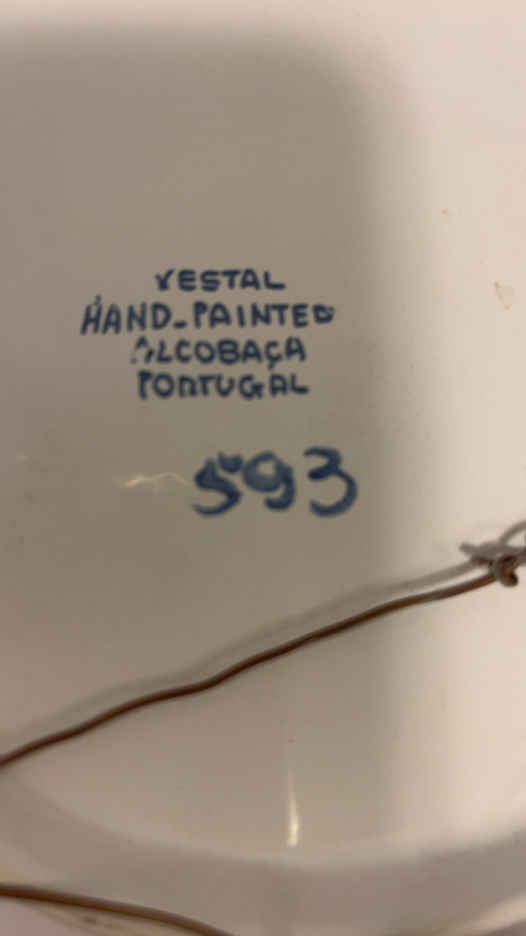 VESTAL
HAND-PAINTED
ALCOBAÇA
PORTUGAL
593